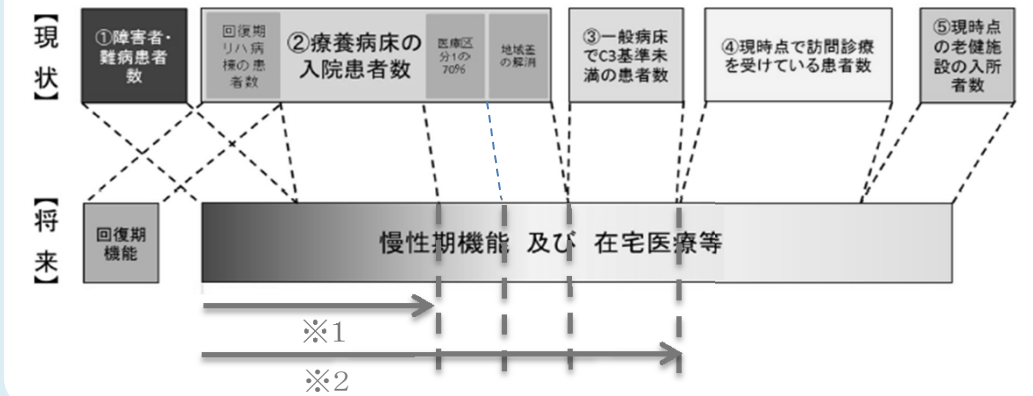 【現状】
①障害者・
難病患者
数
回復期
リハ病
棟の患
者数
②療養病床の
入院患者数
医療区
分1の
70%
地域差
の解消
③一般病床
でC3基準未
満の患者数
④現時点で訪問診療
を受けている患者数
⑤現時点
の老健施
設の入所
者数
【将来】
回復期
機能
慢性期機能 及び 在宅医療等
※1
※2